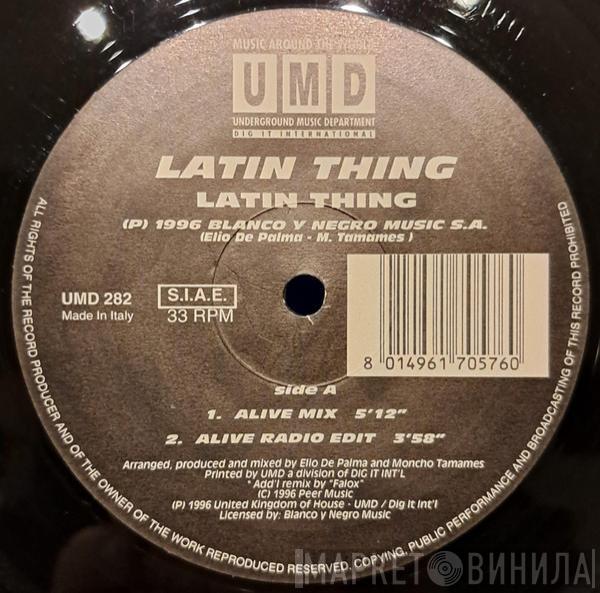 MUSIC AROUND THE WORLD
UMD
UNDERGROUND MUSIC DEPARTMENT
DIG IT INTERNATIONAL
LATIN THING
LATIN THING
(P) 1996 BLANCO Y NEGRO MUSIC S.A.
(Elio De Palma - M. Tamames )
UMD 282
Made In Italy
S.I.A.E.
33 RPM
8 014961 705760
side A
1. ALIVE MIX 5'12"
2. ALIVE RADIO EDIT 3'58"
Arranged, produced and mixed by Elio De Palma and Moncho Tamames
Printed by UMD a division of DIG IT INT'L
* Add'l remix by "Falox"
(C) 1996 Peer Music
(P) 1996 United Kingdom of House - UMD / Dig It Int'l
Licensed by: Blanco y Negro Music
ALL RIGHTS OF THE RECORD PRODUCER AND OF THE OWNER OF THE WORK REPRODUCED RESERVED. COPYING, PUBLIC PERFORMANCE AND BROADCASTING OF THIS RECORD PROHIBITED
МАРКЕТ ВИНИЛА